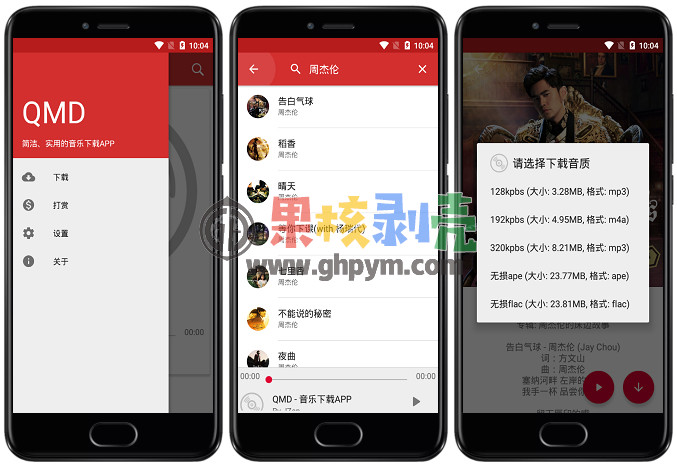 10:04
QMD
简洁、实用的音乐下载APP
下载
打赏
设置
关于
00:00
10:04
周杰伦
告白气球
周杰伦
稻香
周杰伦
晴天
周杰伦
等你下课(with 杨瑞代)
周杰伦
七里香
周杰伦
不能说的秘密
周杰伦
夜曲
周杰伦
00:00
00:00
QMD - 音乐下载APP
10:04
请选择下载音质
128kpbs (大小: 3.28MB, 格式: mp3)
192kpbs (大小: 4.95MB, 格式: m4a)
320kpbs (大小: 8.21MB, 格式: mp3)
无损ape (大小: 23.77MB, 格式: ape)
无损flac (大小: 23.81MB, 格式: flac)
专辑: 周杰伦的床边故事
告白气球 - 周杰伦 (Jay Chou)
词：方文山
曲：周杰伦
塞纳河畔 左岸的
我手一杯 品尝你
果核剥壳
www.ghpym.com